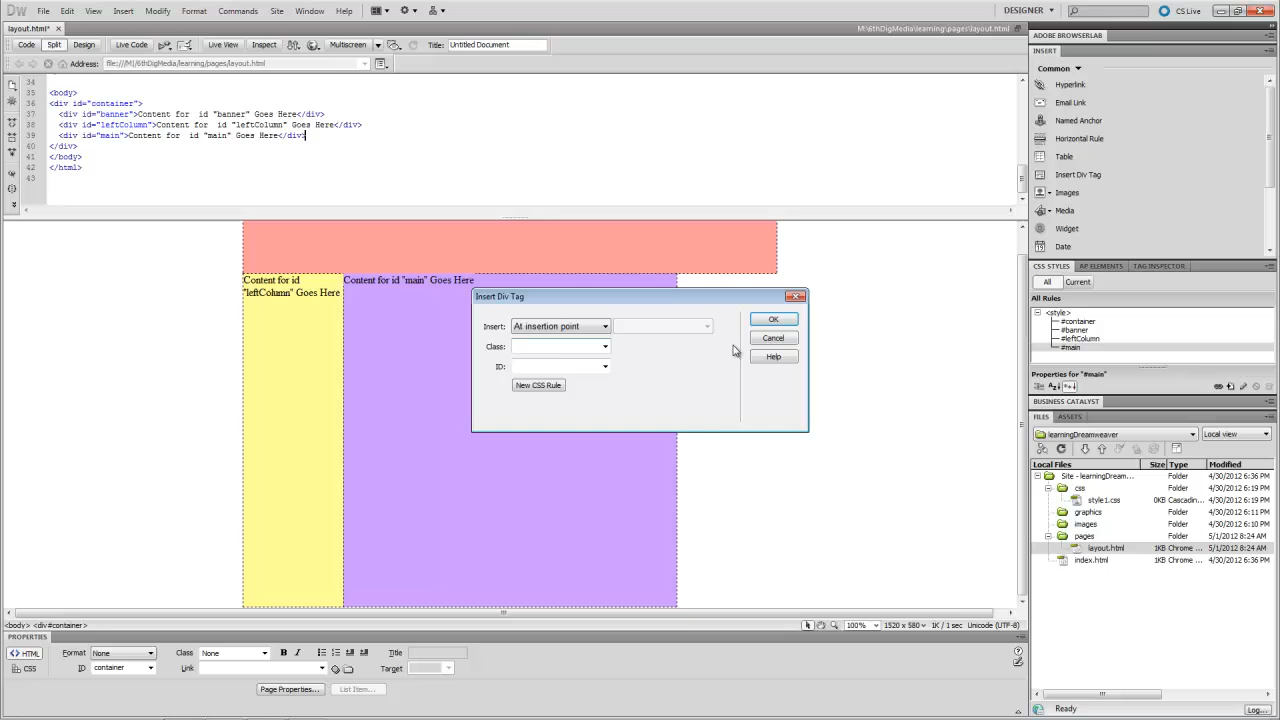 Dw File Edit View Insert Modify Format Commands Site Window Help DESIGNER CS Live
layout.html* M:\6thDigMedia\learning\pages\layout.html
Code Split Design Live Code Live View Inspect Multiscreen Title: Untitled Document
Address: file:///M|/6thDigMedia/learning/pages/layout.html
34
35 <body>
36 <div id="container">
37 <div id="banner">Content for  id "banner" Goes Here</div>
38 <div id="leftColumn">Content for  id "leftColumn" Goes Here</div>
39 <div id="main">Content for  id "main" Goes Here</div>
40 </div>
41 </body>
42 </html>
43
Content for id
"leftColumn" Goes Here
Content for id "main" Goes Here
Insert Div Tag
Insert: At insertion point
Class:
ID:
New CSS Rule
OK
Cancel
Help
<body> <div#container> 100% 1520 x 580 1K / 1 sec Unicode (UTF-8)
PROPERTIES
HTML Format None Class None B I Title
CSS ID container Link Target
Page Properties... List Item...
ADOBE BROWSERLAB
INSERT
Common
Hyperlink
Email Link
Named Anchor
Horizontal Rule
Table
Insert Div Tag
Images
Media
Widget
Date
CSS STYLES AP ELEMENTS TAG INSPECTOR
All Current
All Rules
<style>
#container
#banner
#leftColumn
#main
Properties for "#main"
BUSINESS CATALYST
FILES ASSETS
learningDreamweaver Local view
Local Files Size Type Modified
Site - learningDream... Folder 4/30/2012 6:36 PM
css Folder 4/30/2012 6:19 PM
style1.css 0KB Cascadin... 4/30/2012 6:19 PM
graphics Folder 4/30/2012 6:11 PM
images Folder 4/30/2012 6:10 PM
pages Folder 5/1/2012 8:24 AM
layout.html 1KB Chrome ... 5/1/2012 8:24 AM
index.html 1KB Chrome ... 4/30/2012 6:36 PM
Ready Log...